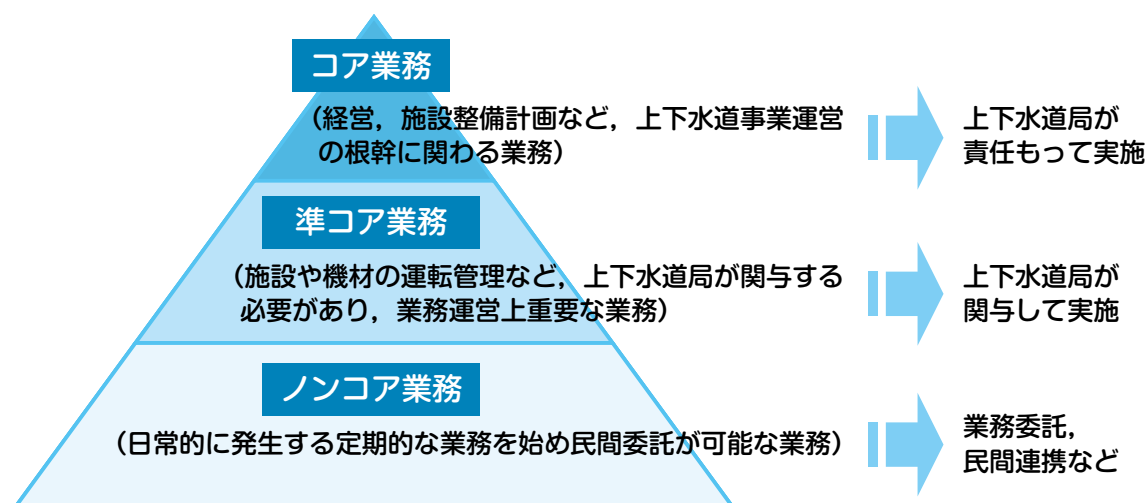 コア業務
（経営，施設整備計画など，上下水道事業運営
の根幹に関わる業務）
上下水道局が
責任もって実施
準コア業務
（施設や機材の運転管理など，上下水道局が関与する
必要があり，業務運営上重要な業務）
上下水道局が
関与して実施
ノンコア業務
（日常的に発生する定期的な業務を始め民間委託が可能な業務）
業務委託，
民間連携など